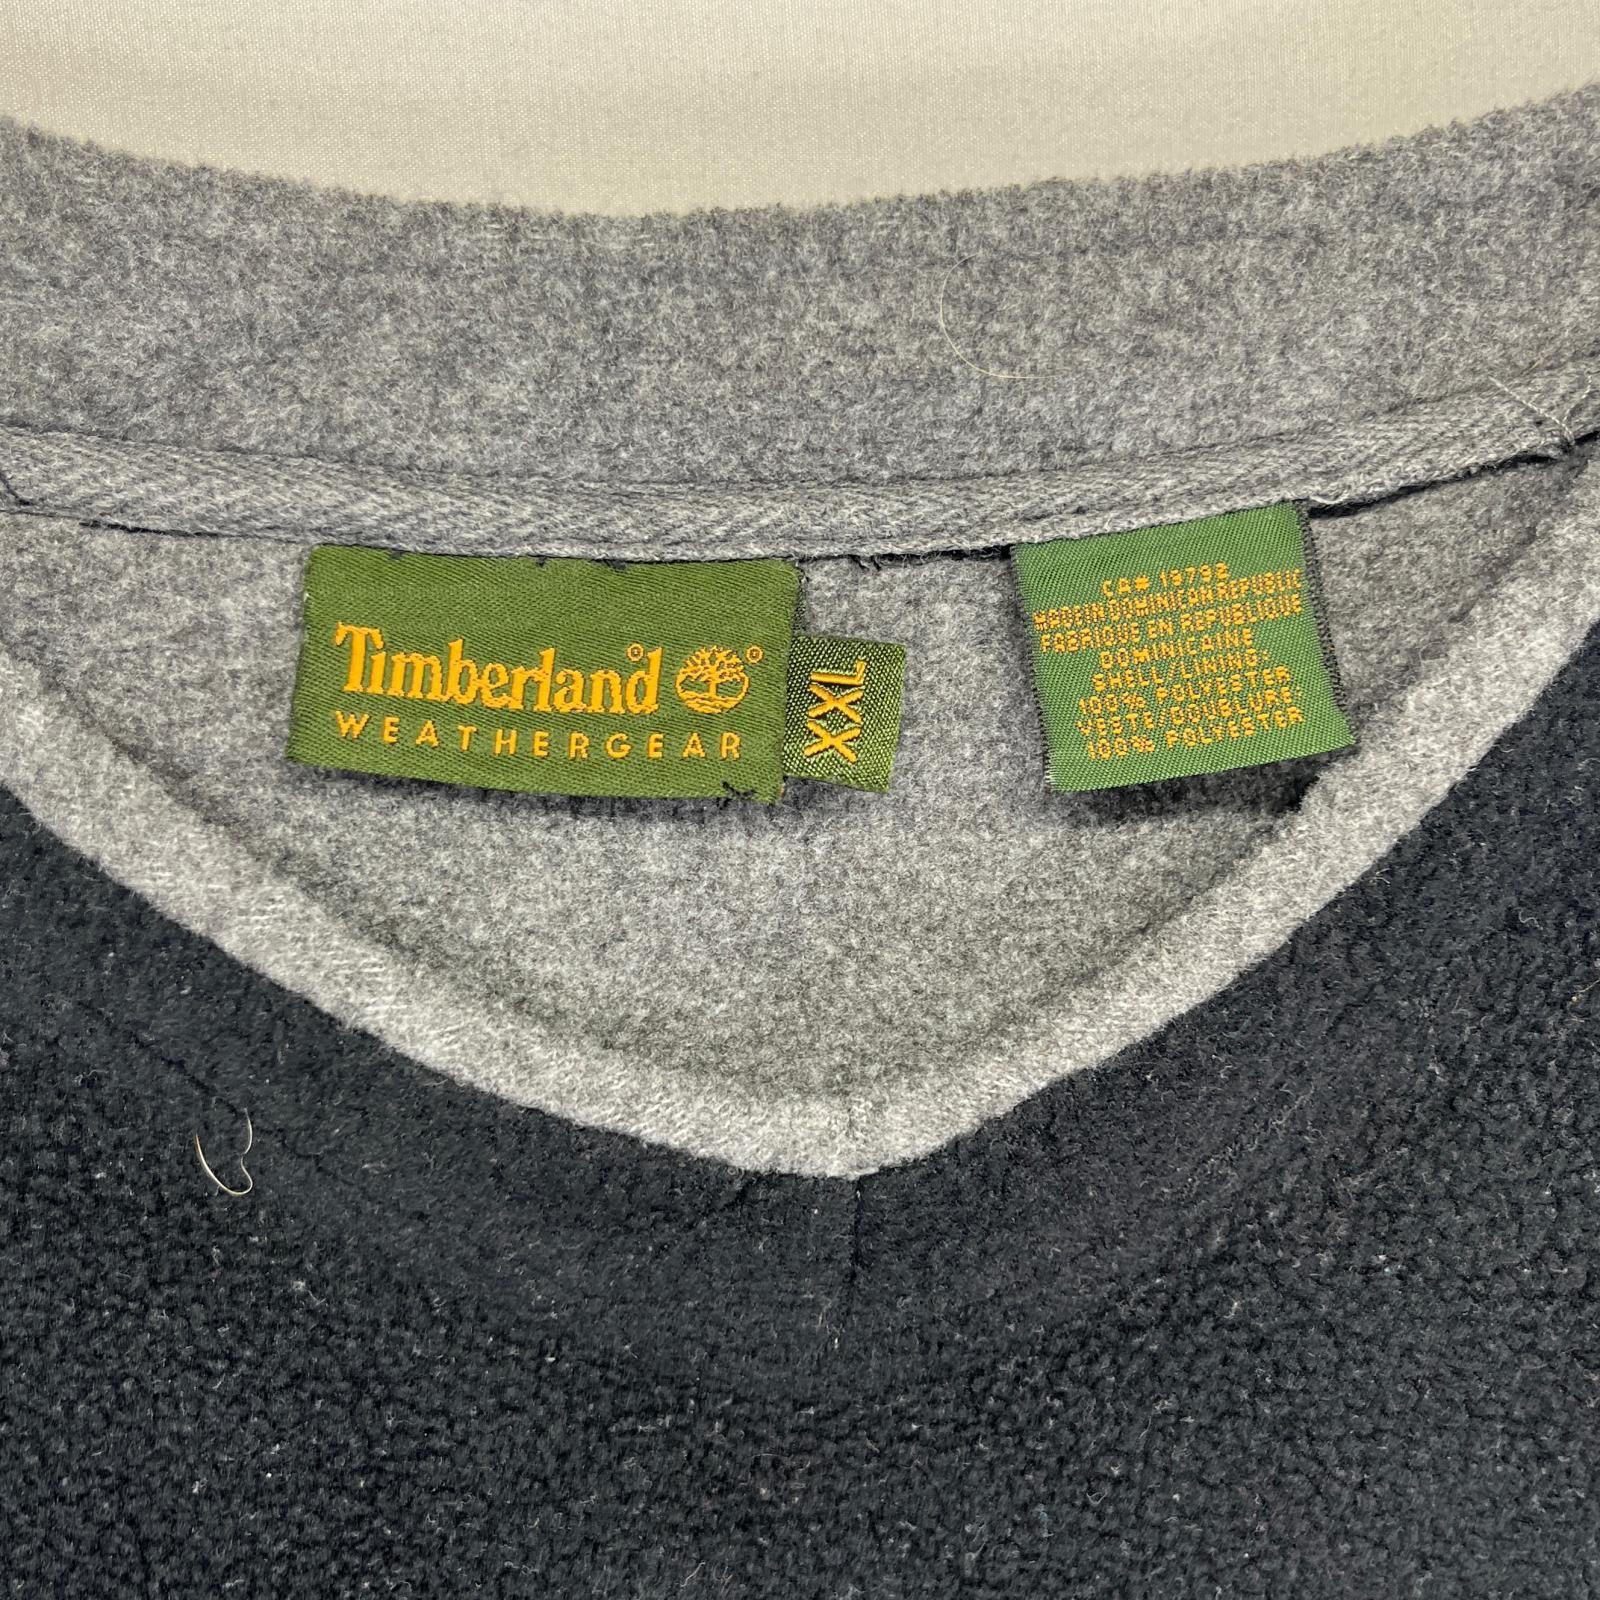 Timberland®
®
WEATHERGEAR
XXL
CA# 19798
MADE IN DOMINICAN REPUBLIC
FABRIQUE EN REPUBLIQUE
DOMINICAINE
SHELL/LINING:
100% POLYESTER
VESTE/DOUBLURE:
100% POLYESTER